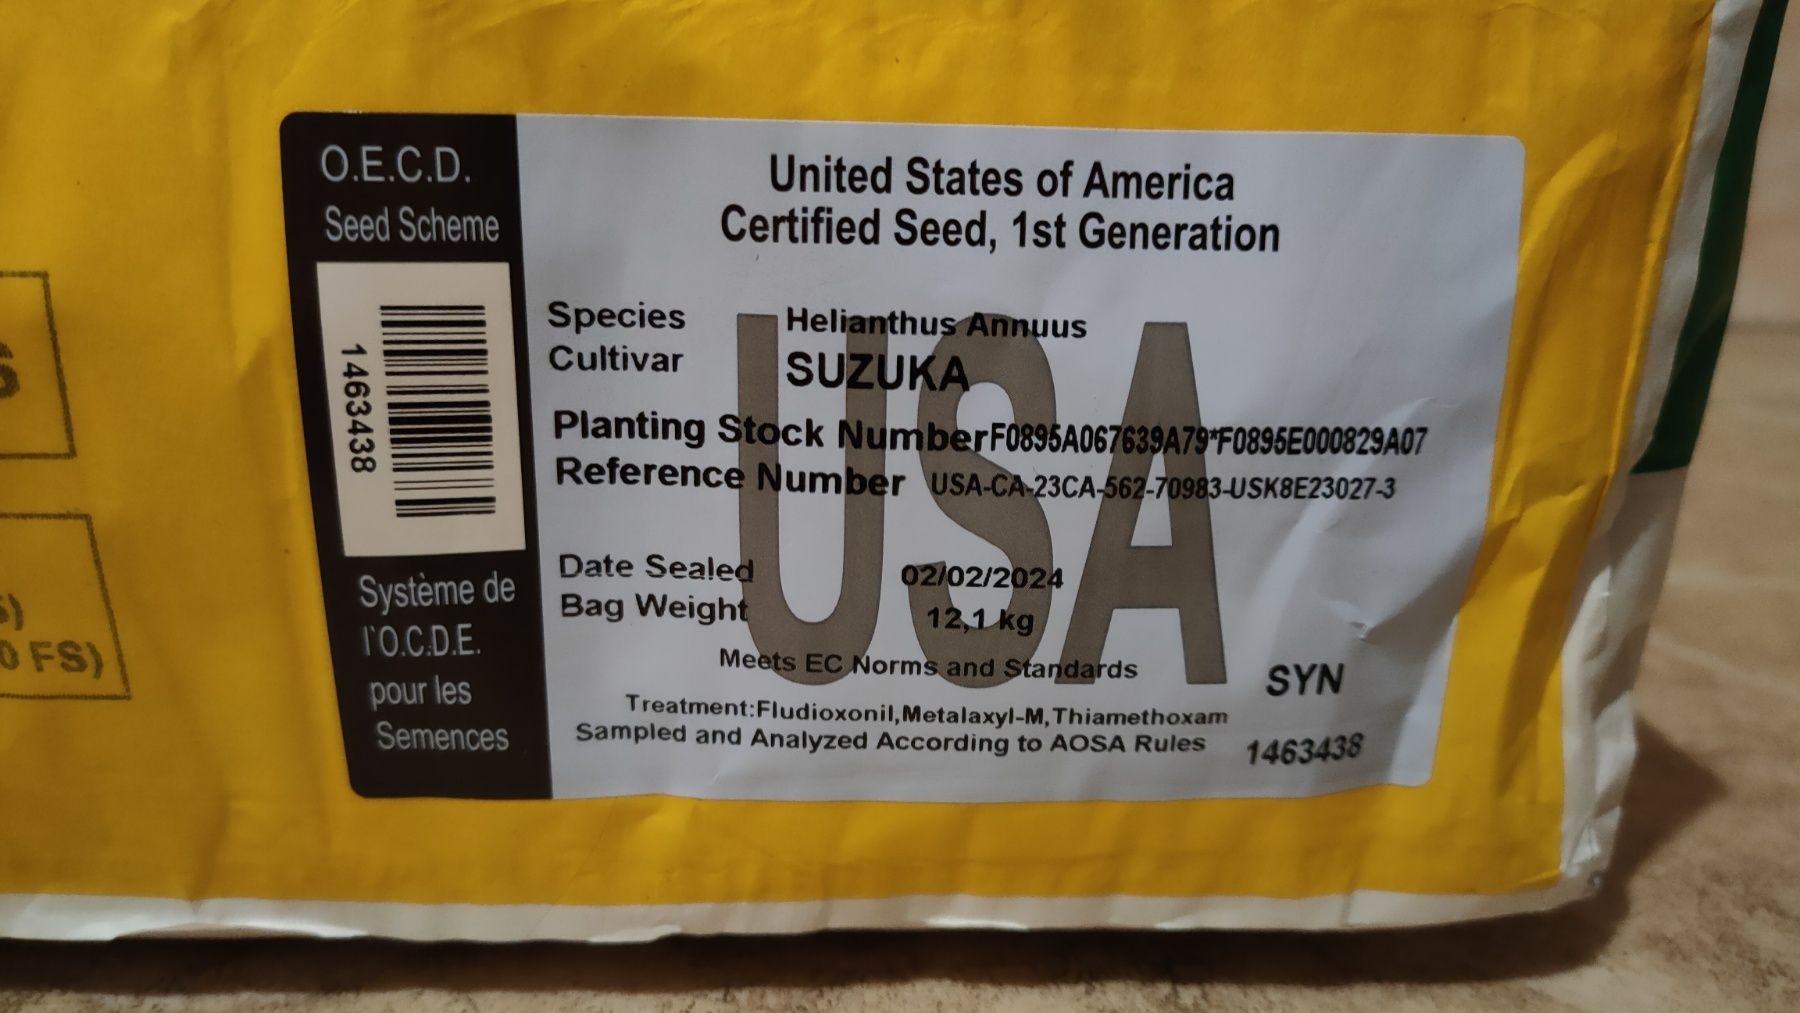 O.E.C.D.
Seed Scheme
1463438
Système de
l'O.C.D.E.
pour les
Semences
United States of America
Certified Seed, 1st Generation
USA
Species Helianthus Annuus
Cultivar SUZUKA
Planting Stock Number F0895A067639A79*F0895E000829A07
Reference Number USA-CA-23CA-562-70983-USK8E23027-3
Date Sealed 02/02/2024
Bag Weight 12,1 kg
Meets EC Norms and Standards
SYN
Treatment:Fludioxonil,Metalaxyl-M,Thiamethoxam
Sampled and Analyzed According to AOSA Rules
1463438
FS)